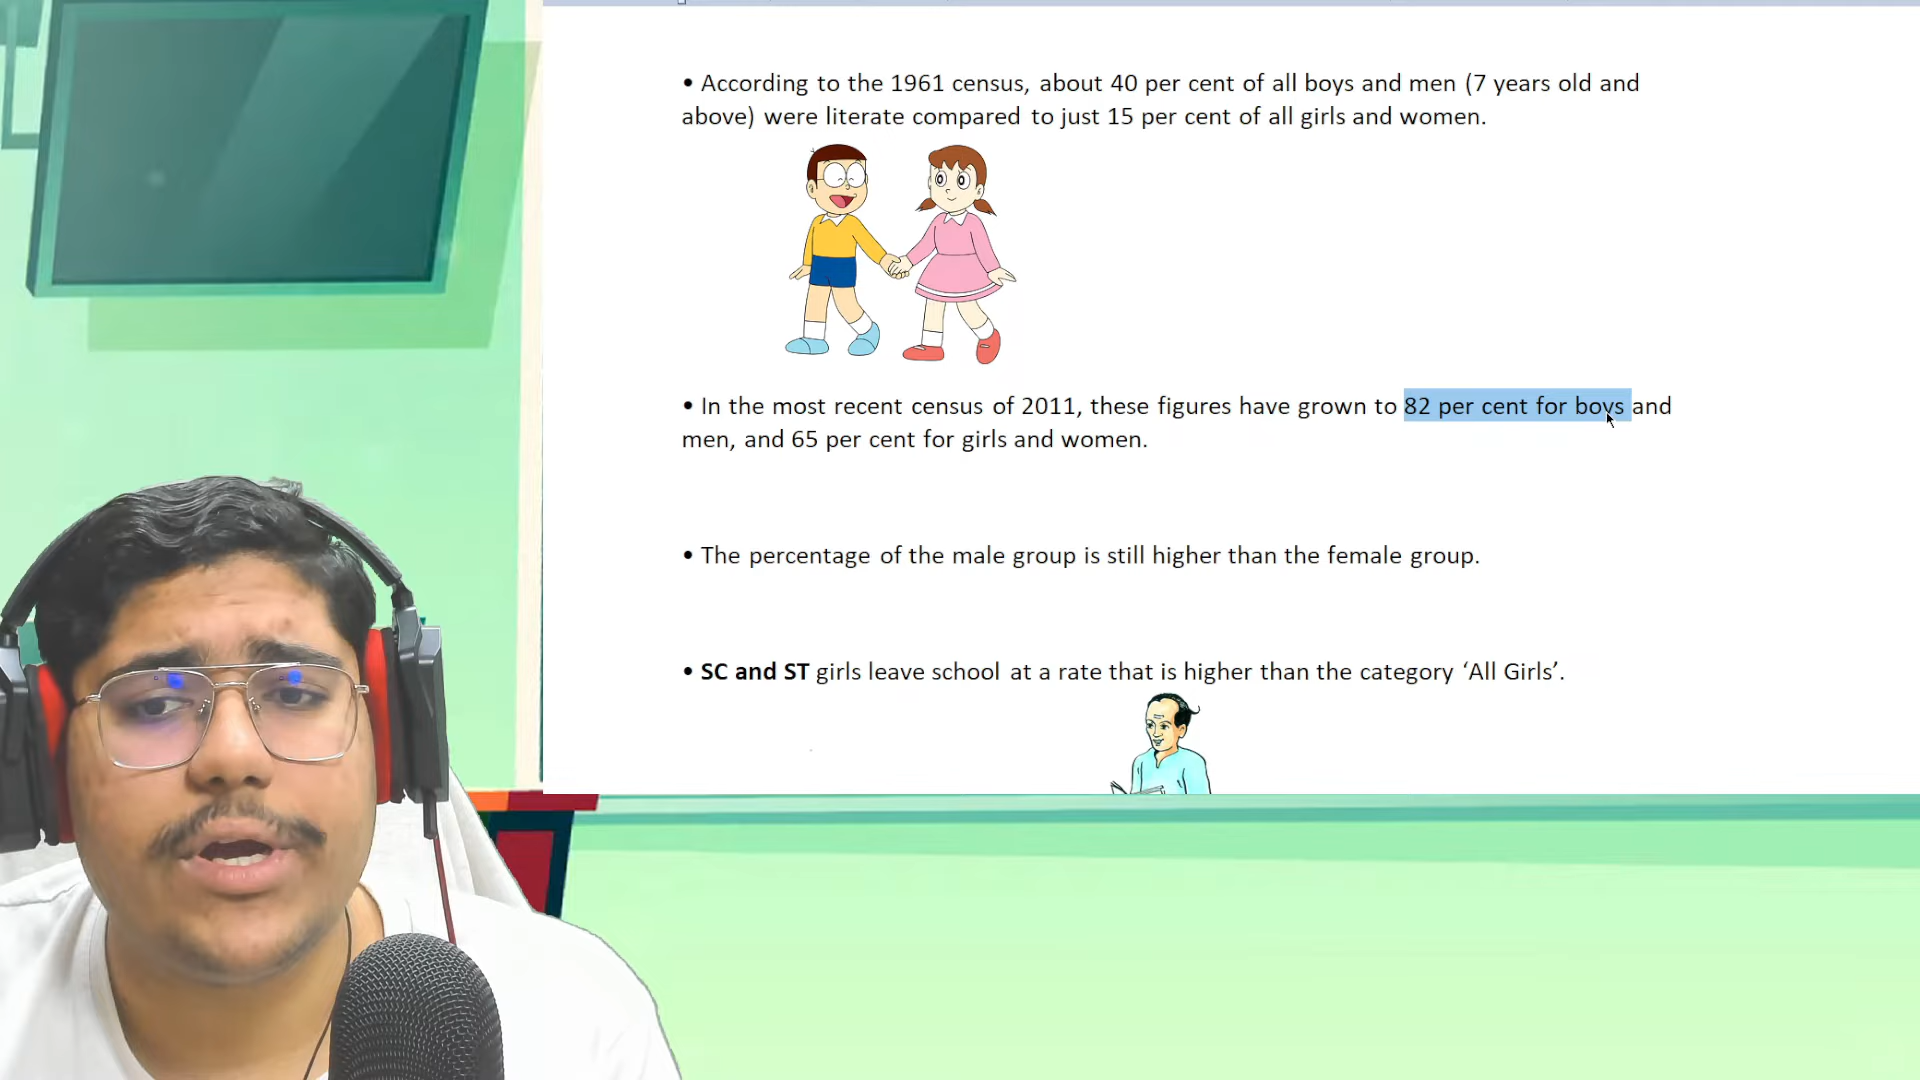 • According to the 1961 census, about 40 per cent of all boys and men (7 years old and
above) were literate compared to just 15 per cent of all girls and women.
• In the most recent census of 2011, these figures have grown to 82 per cent for boys and
men, and 65 per cent for girls and women.
• The percentage of the male group is still higher than the female group.
• SC and ST girls leave school at a rate that is higher than the category ‘All Girls’.